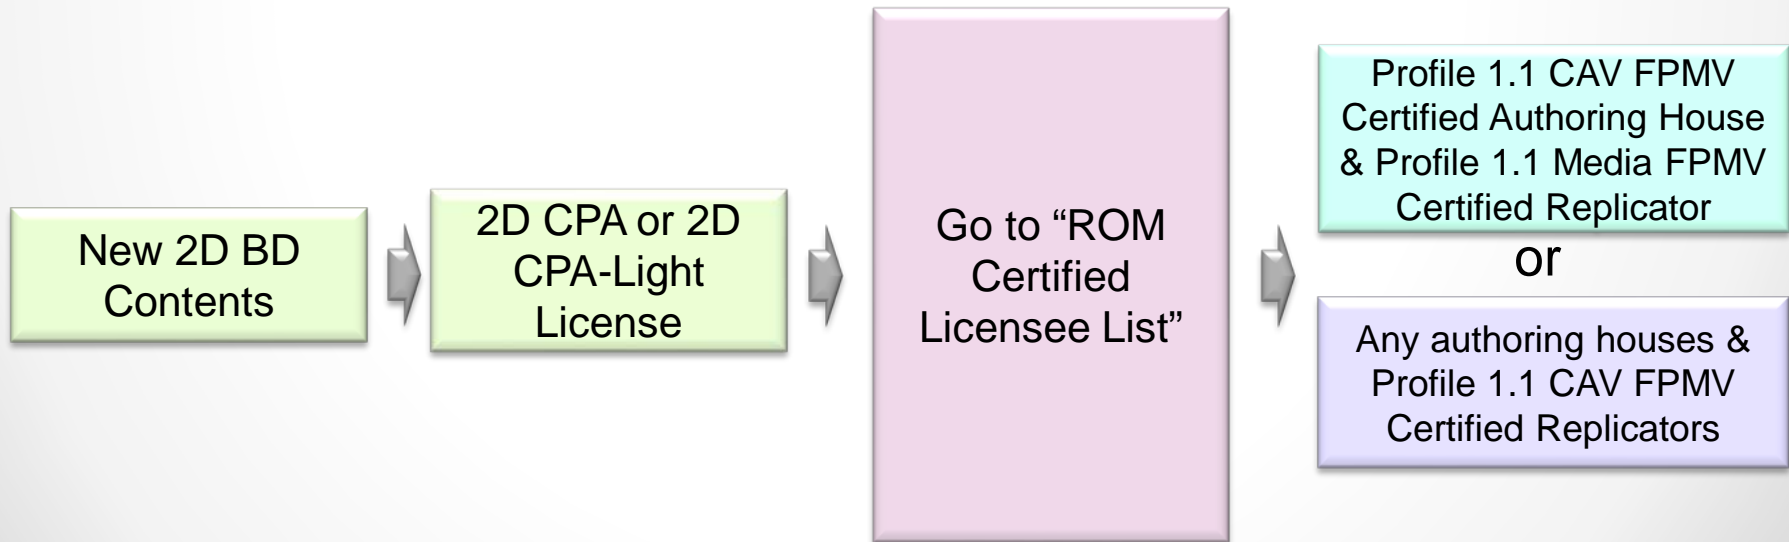 New 2D BD
Contents
2D CPA or 2D
CPA-Light
License
Go to “ROM
Certified
Licensee List”
Profile 1.1 CAV FPMV
Certified Authoring House
& Profile 1.1 Media FPMV
Certified Replicator
or
Any authoring houses &
Profile 1.1 CAV FPMV
Certified Replicators